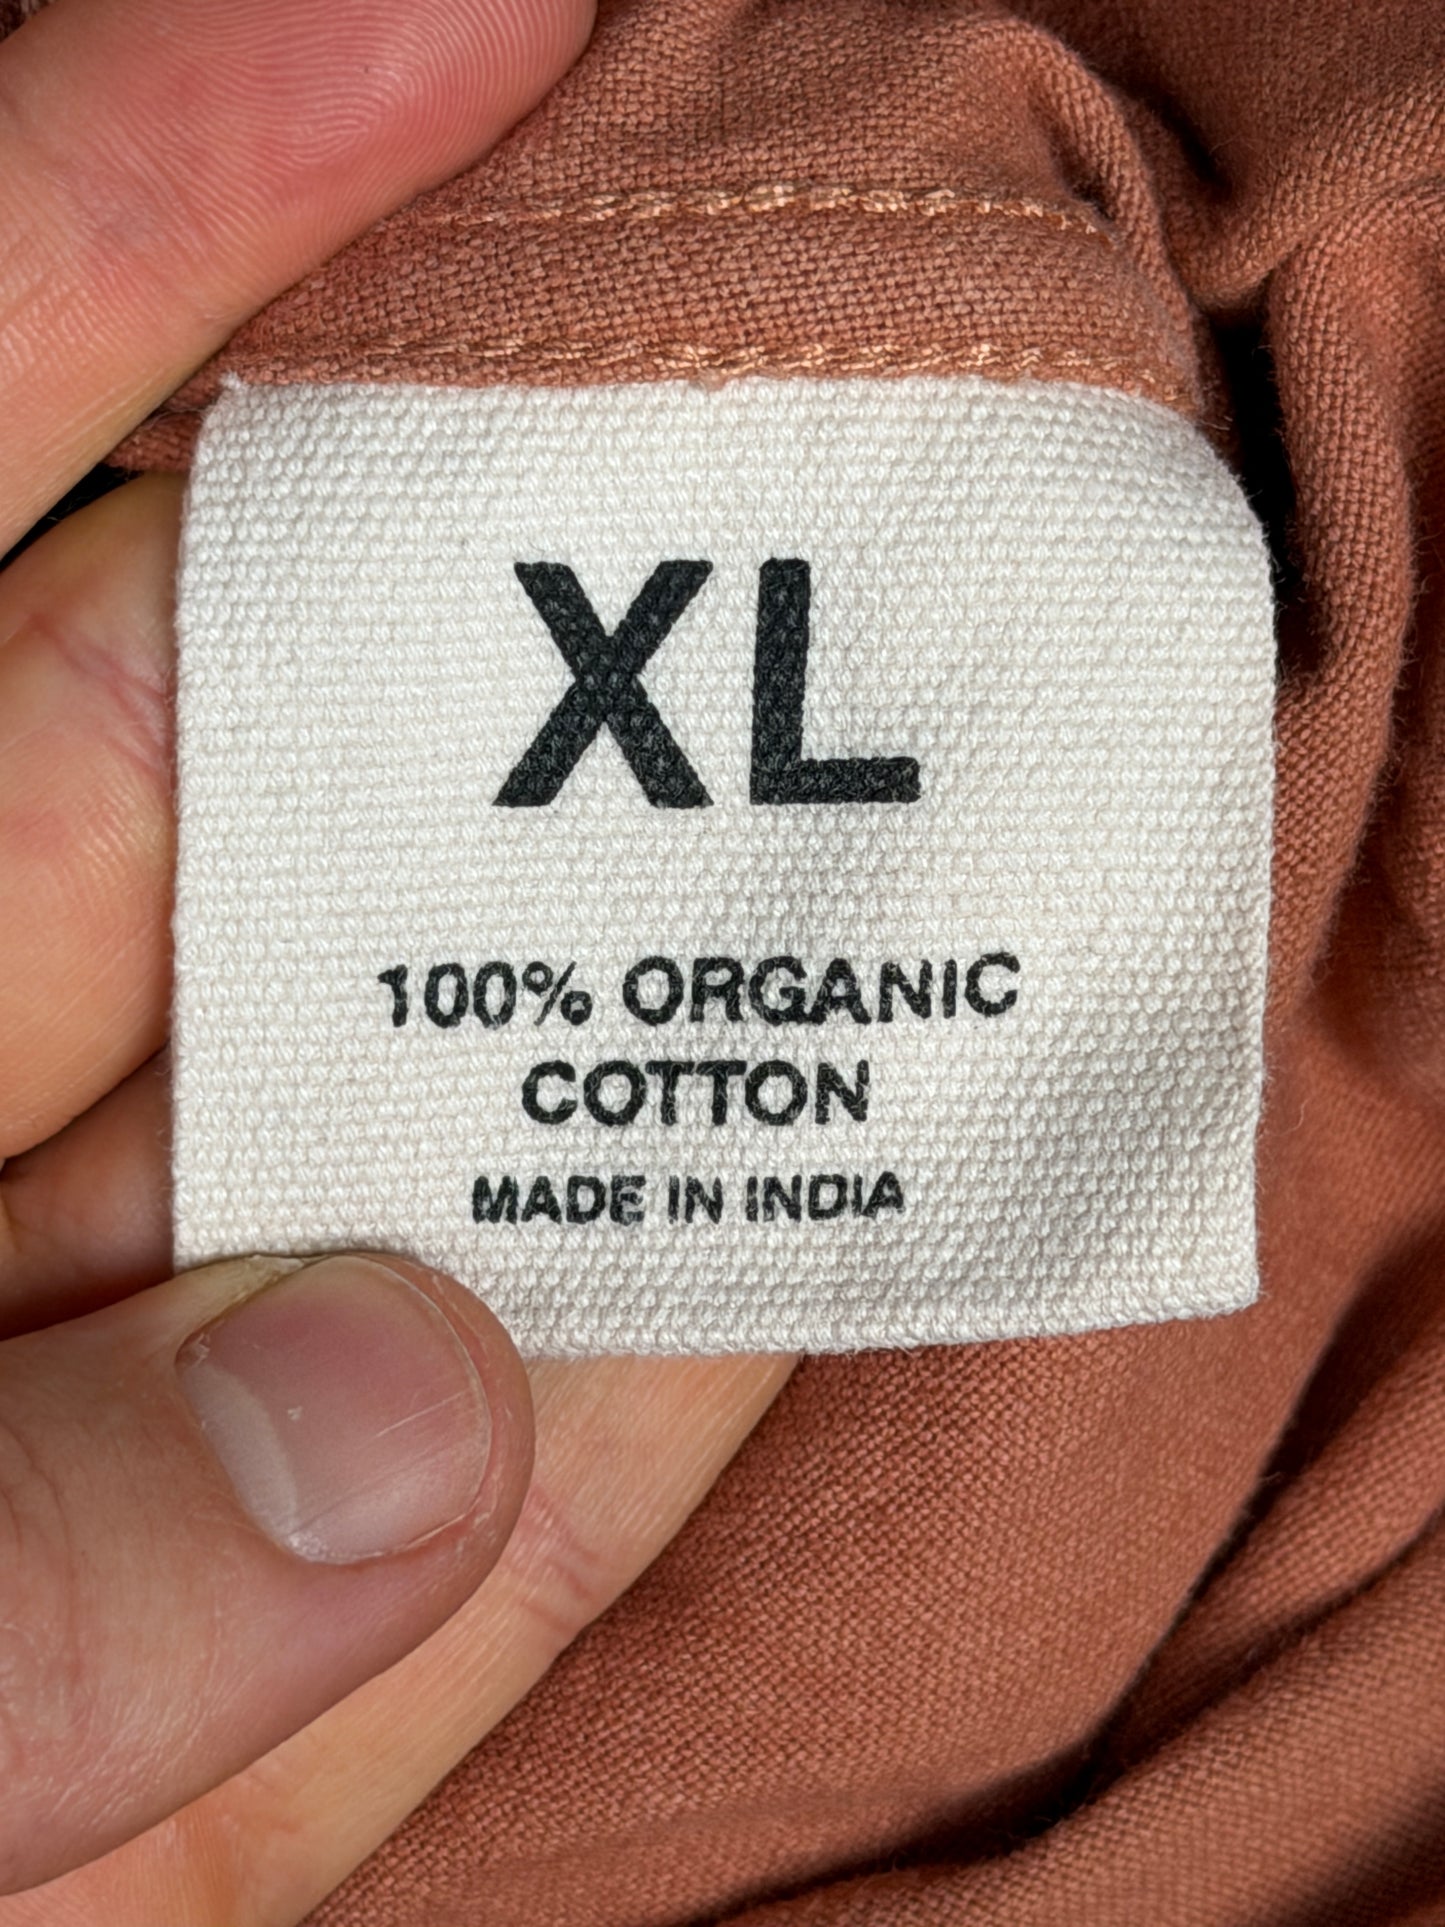 XL
100% ORGANIC
COTTON
MADE IN INDIA